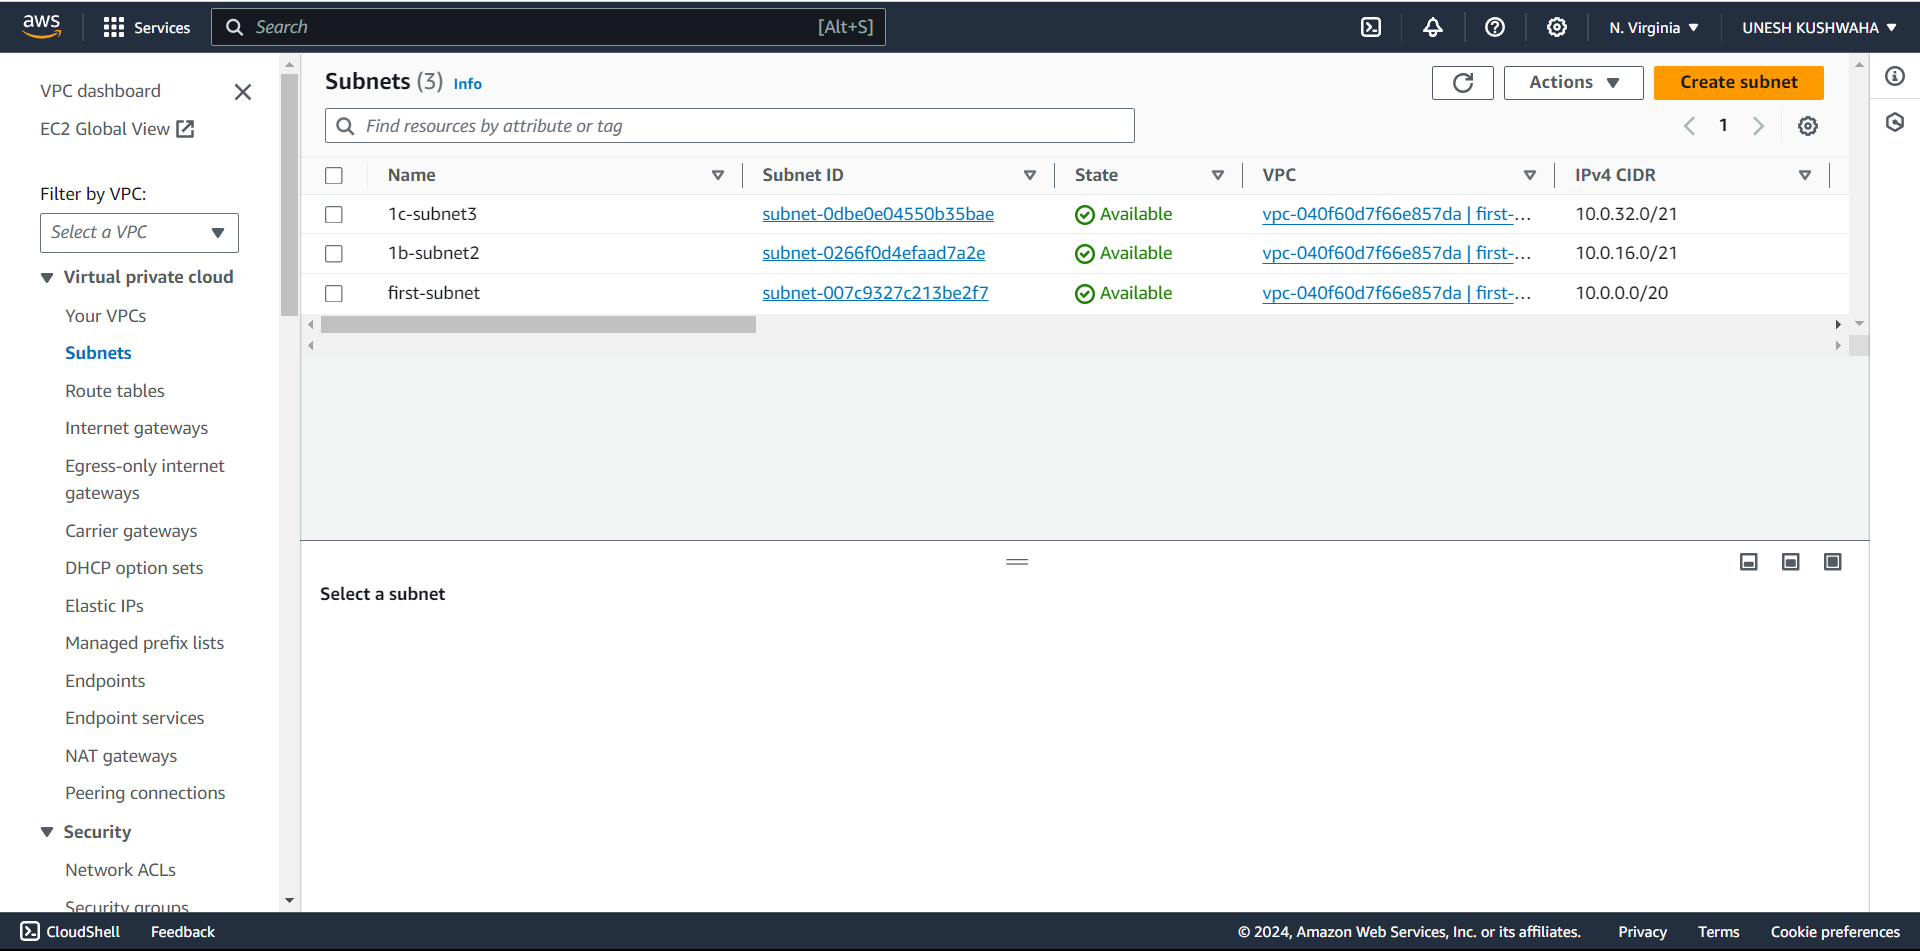 aws Services Search [Alt+S] N. Virginia UNESH KUSHWAHA
VPC dashboard
EC2 Global View
Filter by VPC:
Select a VPC
Virtual private cloud
Your VPCs
Subnets
Route tables
Internet gateways
Egress-only internet
gateways
Carrier gateways
DHCP option sets
Elastic IPs
Managed prefix lists
Endpoints
Endpoint services
NAT gateways
Peering connections
Security
Network ACLs
Security groups
Subnets (3) Info
Actions Create subnet
Find resources by attribute or tag
1
Name Subnet ID State VPC IPv4 CIDR
1c-subnet3 subnet-0dbe0e04550b35bae Available vpc-040f60d7f66e857da | first-... 10.0.32.0/21
1b-subnet2 subnet-0266f0d4efaad7a2e Available vpc-040f60d7f66e857da | first-... 10.0.16.0/21
first-subnet subnet-007c9327c213be2f7 Available vpc-040f60d7f66e857da | first-... 10.0.0.0/20
Select a subnet
CloudShell Feedback © 2024, Amazon Web Services, Inc. or its affiliates. Privacy Terms Cookie preferences